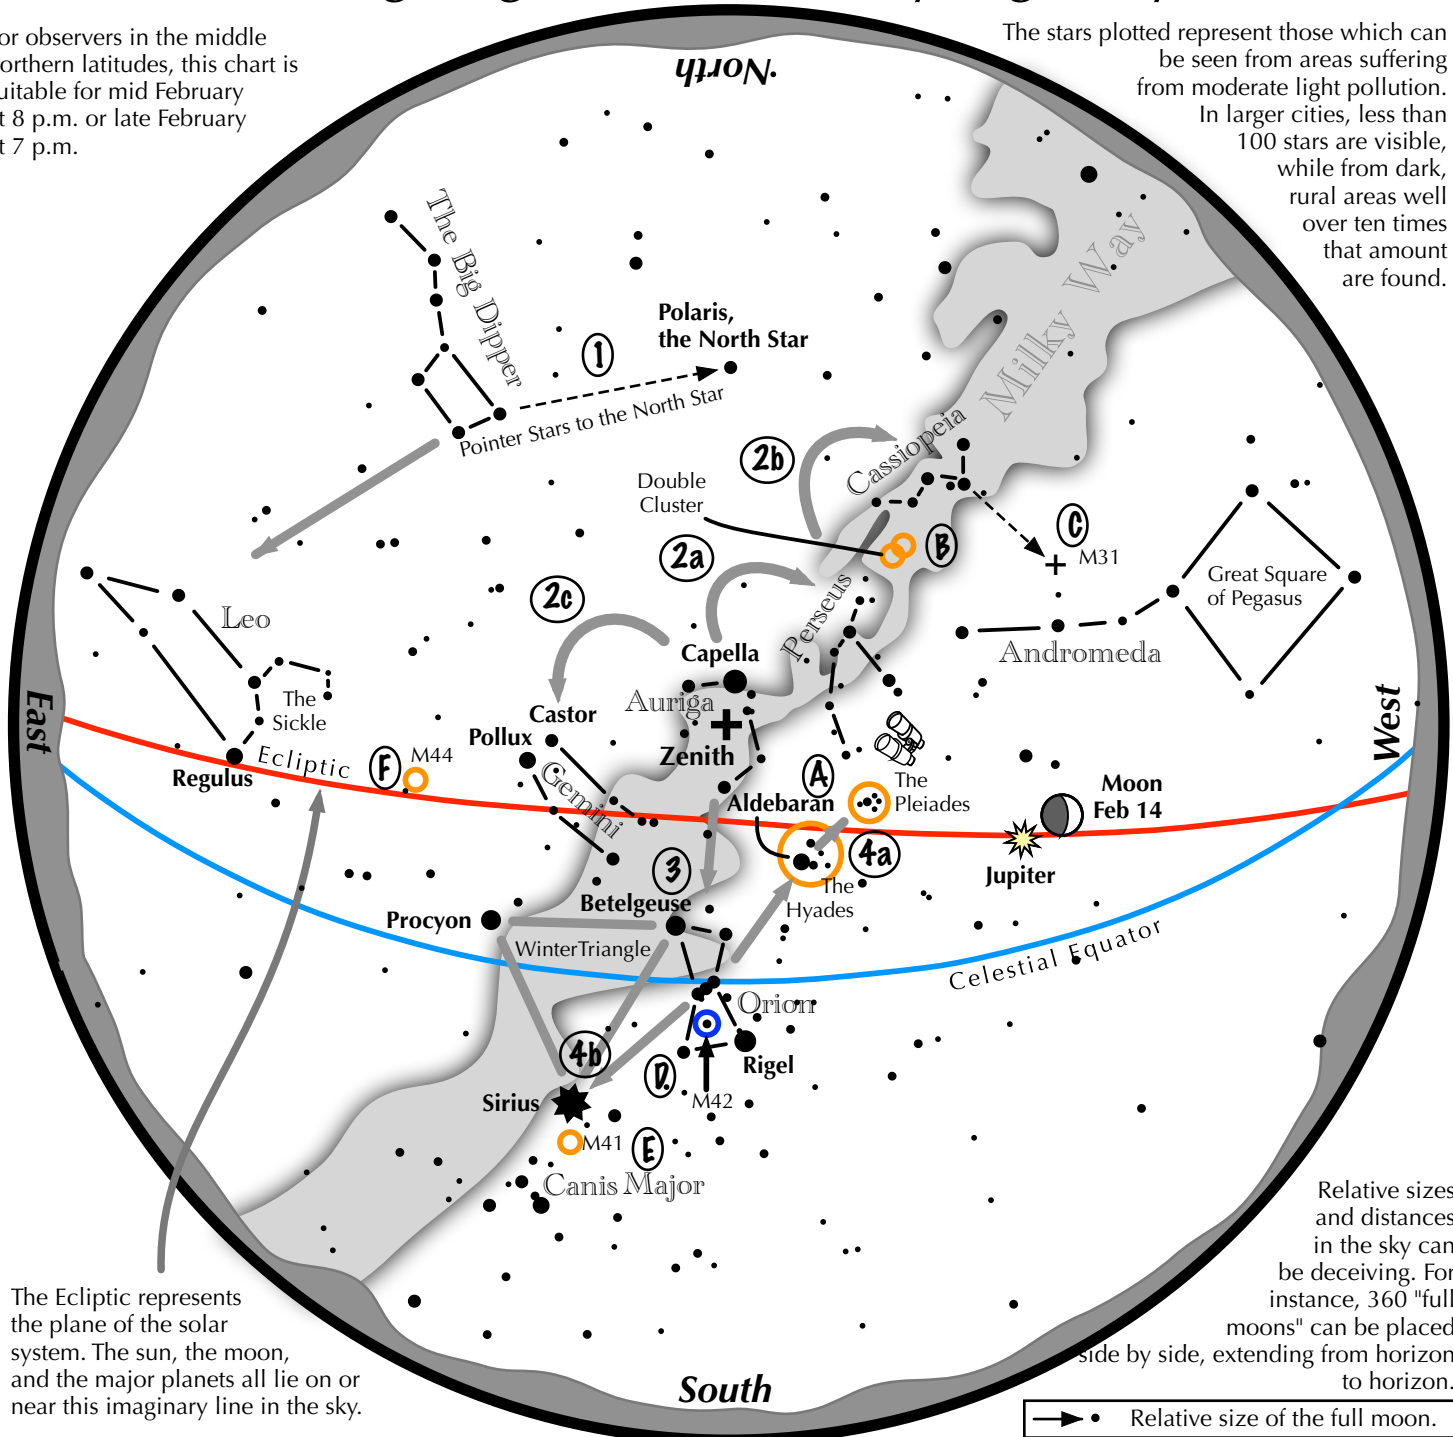 or observers in the middle
orthern latitudes, this chart is
uitable for mid February
t 8 p.m. or late February
t 7 p.m.
The stars plotted represent those which can
be seen from areas suffering
from moderate light pollution.
In larger cities, less than
100 stars are visible,
while from dark,
rural areas well
over ten times
that amount
are found.
North
The Big Dipper
Milky Way
Polaris,
the North Star
1
Pointer Stars to the North Star
2b
Cassiopeia
Double
Cluster
B
C
M31
2a
2c
Perseus
Great Square
of Pegasus
Leo
Andromeda
Capella
The
Sickle
Auriga
East
West
Castor
Pollux
Zenith
Regulus
Ecliptic
F
M44
Gemini
A
The
Pleiades
Aldebaran
Moon
Feb 14
3
4a
Jupiter
The
Hyades
Betelgeuse
Procyon
WinterTriangle
Celestial Equator
Orion
4b
D.
Rigel
Sirius
M42
M41
E
Canis Major
The Ecliptic represents
the plane of the solar
system. The sun, the moon,
and the major planets all lie on or
near this imaginary line in the sky.
Relative sizes
and distances
in the sky can
be deceiving. For
instance, 360 "full
moons" can be placed
side by side, extending from horizon
to horizon.
South
Relative size of the full moon.